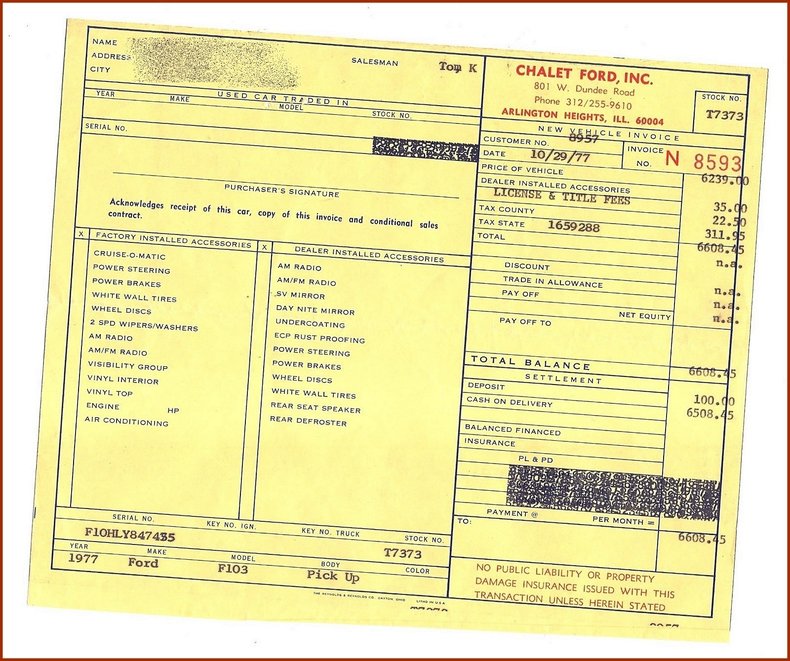 NAME
ADDRESS
CITY
SALESMAN Tom K
USED CAR TRADED IN
YEAR MAKE MODEL STOCK NO.
SERIAL NO.
PURCHASER'S SIGNATURE
Acknowledges receipt of this car, copy of this invoice and conditional sales
contract.
CHALET FORD, INC.
801 W. Dundee Road
Phone 312/255-9610
ARLINGTON HEIGHTS, ILL. 60004
STOCK NO.
T7373
NEW VEHICLE INVOICE
CUSTOMER NO. 8957
DATE 10/29/77
INVOICE NO. N 8593
PRICE OF VEHICLE 6239.00
DEALER INSTALLED ACCESSORIES
LICENSE & TITLE FEES 35.00
TAX COUNTY 22.50
TAX STATE 1659288 311.95
TOTAL 6608.45
n.a.
DISCOUNT
TRADE IN ALLOWANCE n.a.
PAY OFF n.a.
NET EQUITY n.a.
PAY OFF TO
TOTAL BALANCE 6608.45
SETTLEMENT
DEPOSIT 100.00
CASH ON DELIVERY 6508.45
BALANCED FINANCED
INSURANCE
PL & PD
PAYMENT @ PER MONTH =
TO: 6608.45
NO PUBLIC LIABILITY OR PROPERTY
DAMAGE INSURANCE ISSUED WITH THIS
TRANSACTION UNLESS HEREIN STATED
X FACTORY INSTALLED ACCESSORIES
CRUISE-O-MATIC
POWER STEERING
POWER BRAKES
WHITE WALL TIRES
WHEEL DISCS
2 SPD WIPERS/WASHERS
AM RADIO
AM/FM RADIO
VISIBILITY GROUP
VINYL INTERIOR
VINYL TOP
ENGINE HP
AIR CONDITIONING
X DEALER INSTALLED ACCESSORIES
AM RADIO
AM/FM RADIO
SV MIRROR
DAY NITE MIRROR
UNDERCOATING
ECP RUST PROOFING
POWER STEERING
POWER BRAKES
WHEEL DISCS
WHITE WALL TIRES
REAR SEAT SPEAKER
REAR DEFROSTER
SERIAL NO. KEY NO. IGN. KEY NO. TRUCK STOCK NO.
T7373
YEAR MAKE MODEL BODY COLOR
1977 Ford F103 Pick Up
THE REYNOLDS & REYNOLDS CO. DAYTON, OHIO LITHO IN U.S.A.